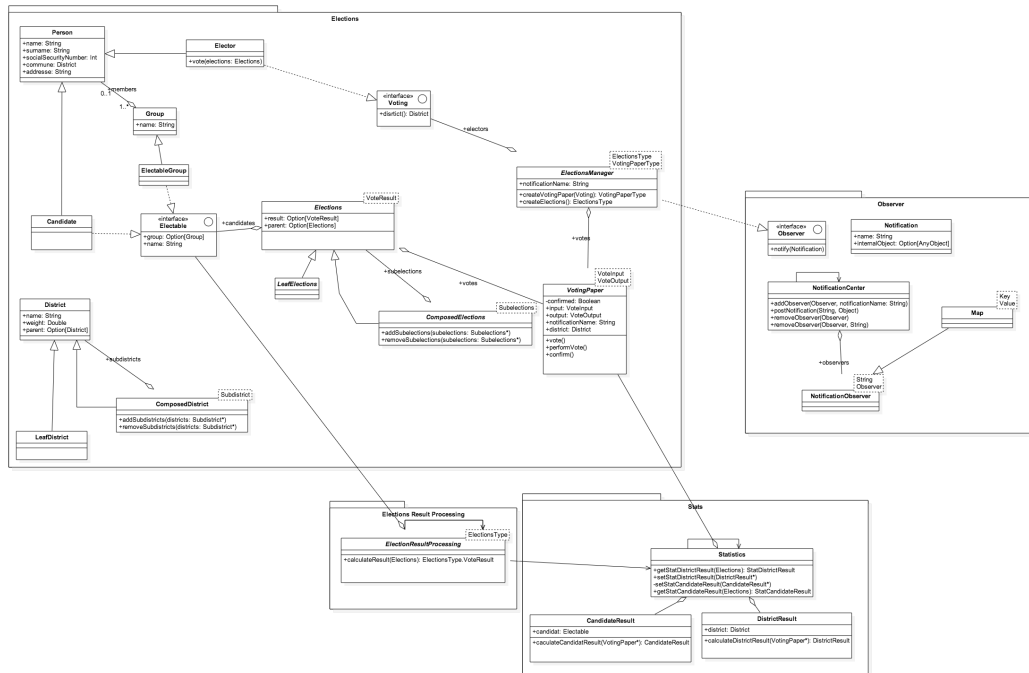 Elections
Person
+name: String
+surname: String
+socialSecurityNumber: Int
+commune: District
+addresse: String
Elector
+vote(elections: Elections)
+members
0..1
1..*
Group
+name: String
«interface»
Voting
+disrtict(): District
+electors
ElectableGroup
ElectionsType
VotingPaperType
ElectionsManager
+notificationName: String
+createVotingPaper(Voting): VotingPaperType
+createElections(): ElectionsType
Candidate
«interface»
Electable
+group: Option[Group]
+name: String
+candidates
VoteResult
Elections
+result: Option[VoteResult]
+parent: Option[Elections]
+votes
LeafElections
+subelections
+votes
Subelections
ComposedElections
+addSubelections(subelections: Subelections*)
+removeSubelections(subelections: Subelections*)
VoteInput
VoteOutput
VotingPaper
-confirmed: Boolean
+input: VoteInput
+output: VoteOutput
+notificationName: String
+district: District
+vote()
+performVote()
+confirm()
District
+name: String
+weight: Double
+parent: Option[District]
+subdistricts
Subdistrict
ComposedDistrict
+addSubdistricts(districts: Subdistrict*)
+removeSubdistricts(districts: Subdistrict*)
LeafDistrict
Observer
«interface»
Observer
+notify(Notification)
Notification
+name: String
+internalObject: Option[AnyObject]
NotificationCenter
+addObserver(Observer, notificationName: String)
+postNotification(String, Object)
+removeObserver(Observer)
+removeObserver(Observer, String)
Key
Value
Map
+observers
String
Observer
NotificationObserver
Elections Result Processing
ElectionsType
ElectionResultProcessing
+calculateResult(Elections): ElectionsType.VoteResult
Stats
Statistics
+getStatDistrictResult(Elections): StatDistrictResult
+setStatDistrictResult(DistrictResult*)
-setStatCandidateResult(CandidateResult*)
+getStatCandidateResult(Elections): StatCandidateResult
CandidateResult
+candidat: Electable
+caculateCandidatResult(VotingPaper*): CandidateResult
DistrictResult
+district: District
+calculateDistrictResult(VotingPaper*): DistrictResult